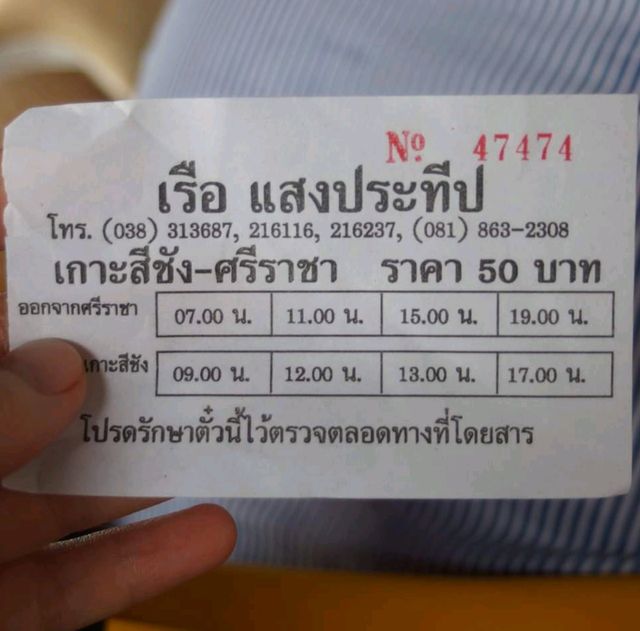 Nº 47474
เรือ แสงประทีป
โทร. (038) 313687, 216116, 216237, (081) 863-2308
เกาะสีชัง-ศรีราชา ราคา 50 บาท
ออกจากศรีราชา 07.00 น. 11.00 น. 15.00 น. 19.00 น.
เกาะสีชัง 09.00 น. 12.00 น. 13.00 น. 17.00 น.
โปรดรักษาตั๋วนี้ไว้ตรวจตลอดทางที่โดยสาร